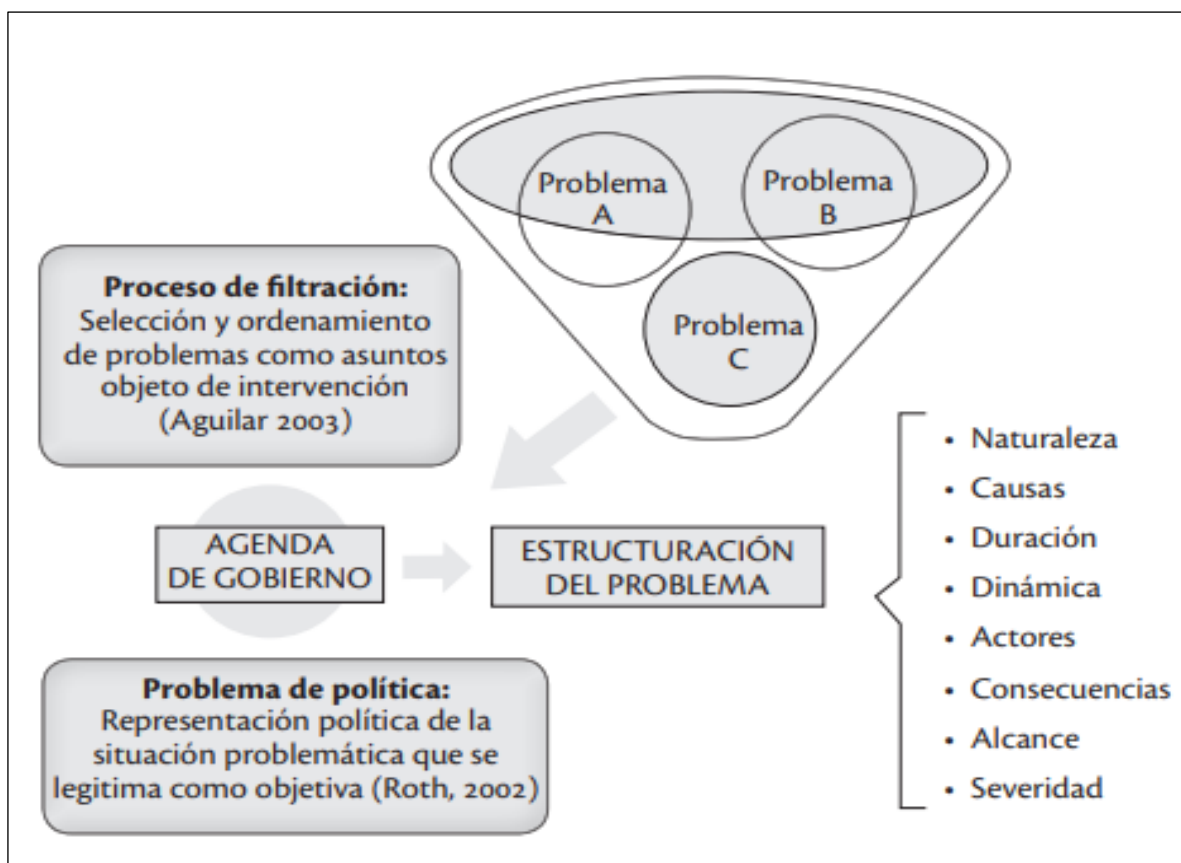 Problema
A
Problema
B
Problema
C
Proceso de filtración:
Selección y ordenamiento
de problemas como asuntos
objeto de intervención
(Aguilar 2003)
AGENDA
DE GOBIERNO
ESTRUCTURACIÓN
DEL PROBLEMA
• Naturaleza
• Causas
• Duración
• Dinámica
• Actores
• Consecuencias
• Alcance
• Severidad
Problema de política:
Representación política de la
situación problemática que se
legitima como objetiva (Roth, 2002)